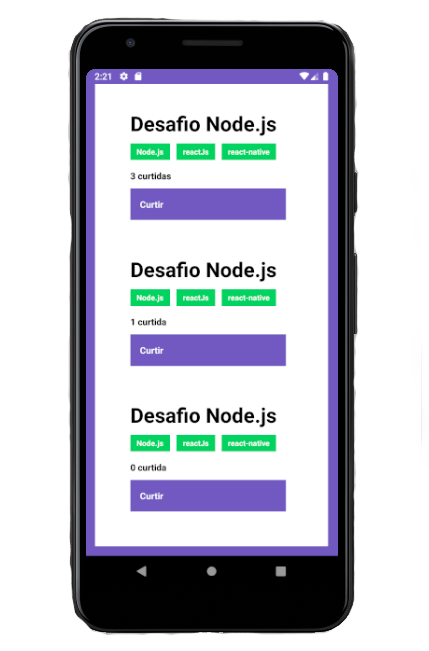 2:21
Desafio Node.js
Node.js react.Js react-native
3 curtidas
Curtir
Desafio Node.js
Node.js react.Js react-native
1 curtida
Curtir
Desafio Node.js
Node.js react.Js react-native
0 curtida
Curtir